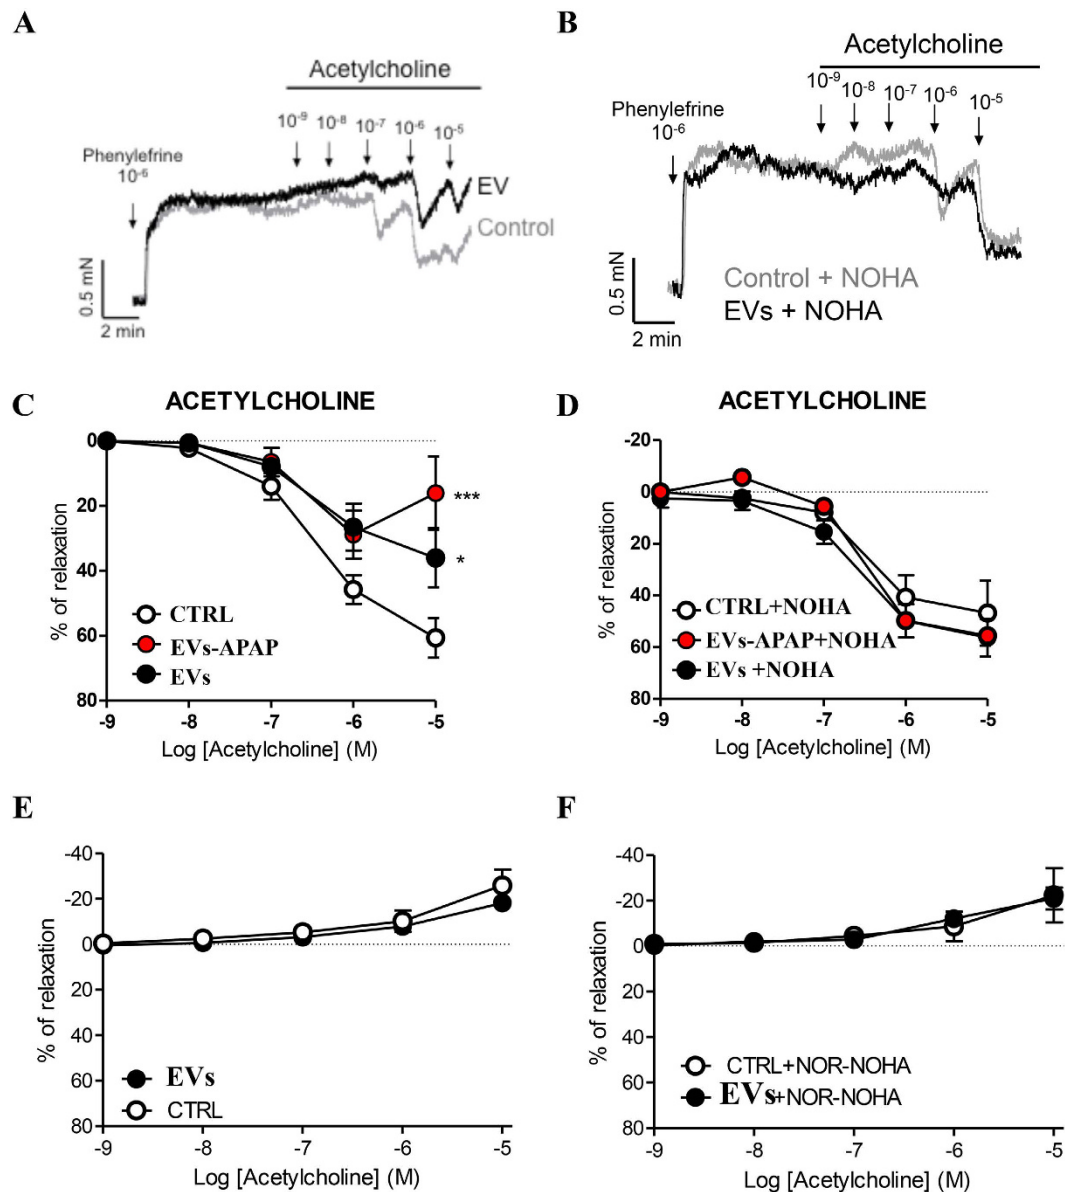 A
Acetylcholine
10-9 10-8 10-7 10-6 10-5
Phenylefrine
10-6
EV
Control
0.5 mN
2 min
B
Acetylcholine
10-9 10-8 10-7 10-6 10-5
Phenylefrine
10-6
0.5 mN
2 min
Control + NOHA
EVs + NOHA
C
ACETYLCHOLINE
% of relaxation
0
20
40
60
80
***
*
CTRL
EVs-APAP
EVs
-9 -8 -7 -6 -5
Log [Acetylcholine] (M)
D
ACETYLCHOLINE
% of relaxation
-20
0
20
40
60
80
CTRL+NOHA
EVs-APAP+NOHA
EVs +NOHA
-9 -8 -7 -6 -5
Log [Acetylcholine] (M)
E
% of relaxation
-40
-20
0
20
40
60
80
EVs
CTRL
-9 -8 -7 -6 -5
Log [Acetylcholine] (M)
F
% of relaxation
-40
-20
0
20
40
60
80
CTRL+NOR-NOHA
EVs+NOR-NOHA
-9 -8 -7 -6 -5
Log [Acetylcholine] (M)